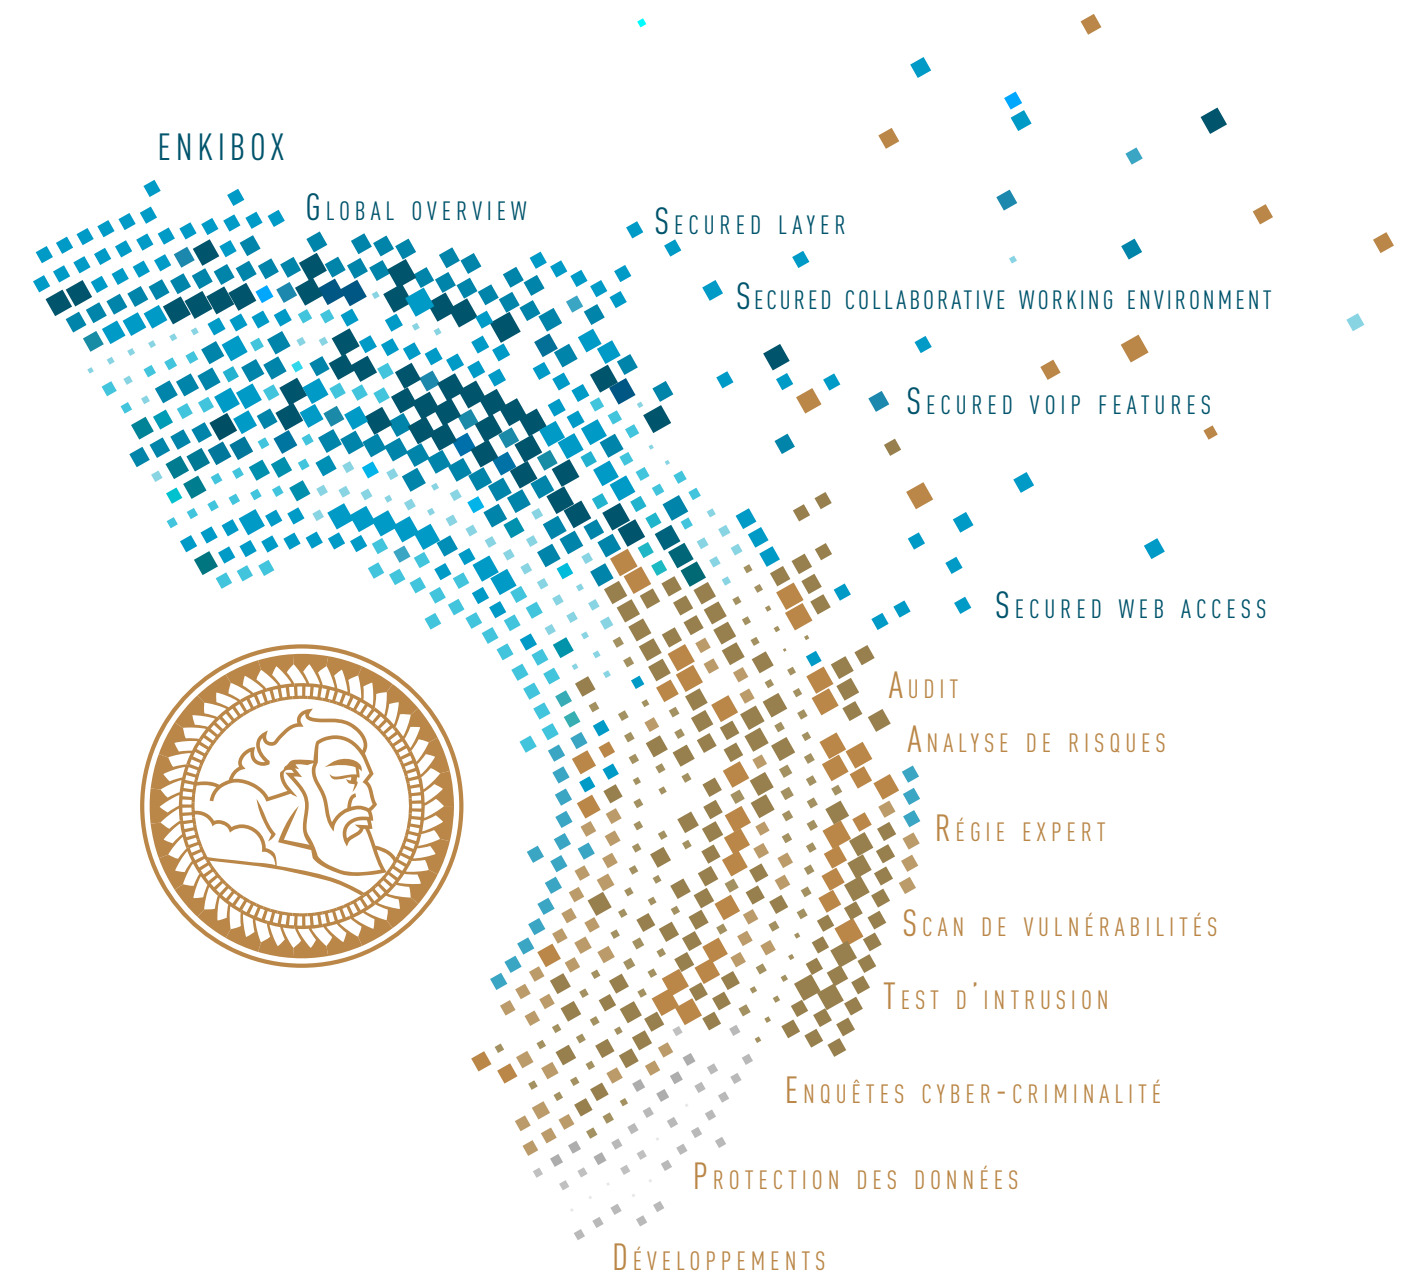 ENKIBOX
Global overview
Secured layer
Secured collaborative working environment
Secured voip features
Secured web access
Audit
Analyse de risques
Régie expert
Scan de vulnérabilités
Test d'intrusion
Enquêtes cyber-criminalité
Protection des données
Développements